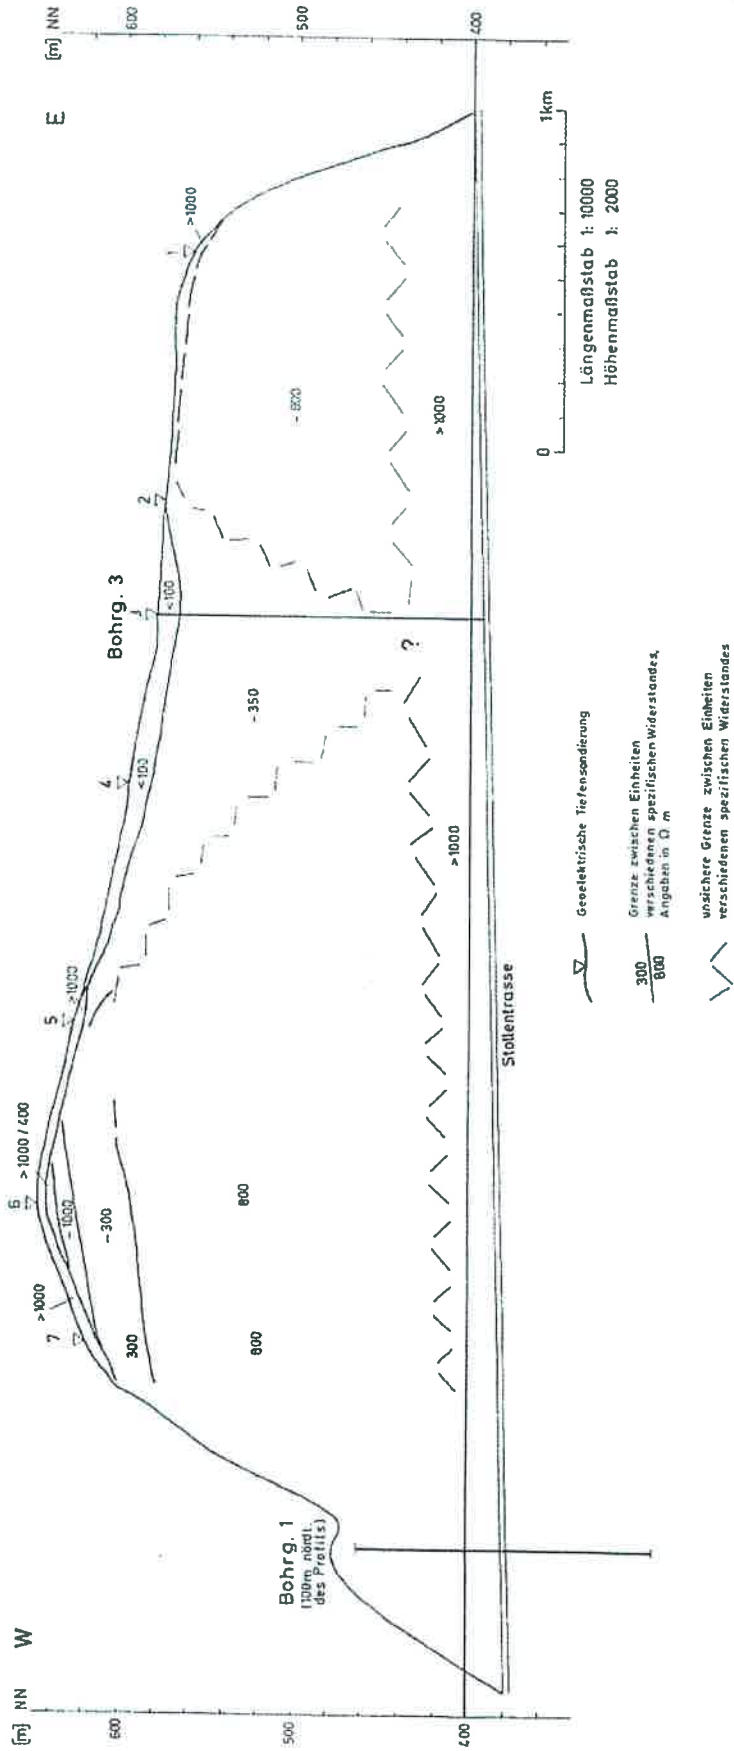 W
E
[m] NN
600
500
400
[m] NN
600
500
400
Bohrg. 1
(100m nördl.
des Profils)
7
>1000
6
>1000 / 400
~1000
~300
300
800
800
5
>1000
4
<100
~350
Bohrg. 3
3
<100
?
2
~800
1
>1000
>1000
>1000
Stollentrasse
0
1km
Längenmaßstab 1: 10000
Höhenmaßstab 1: 2000
Geoelektrische Tiefensondierung
300
800
Grenze zwischen Einheiten
verschiedenen spezifischen Widerstandes,
Angaben in Ω m
unsichere Grenze zwischen Einheiten
verschiedenen spezifischen Widerstandes